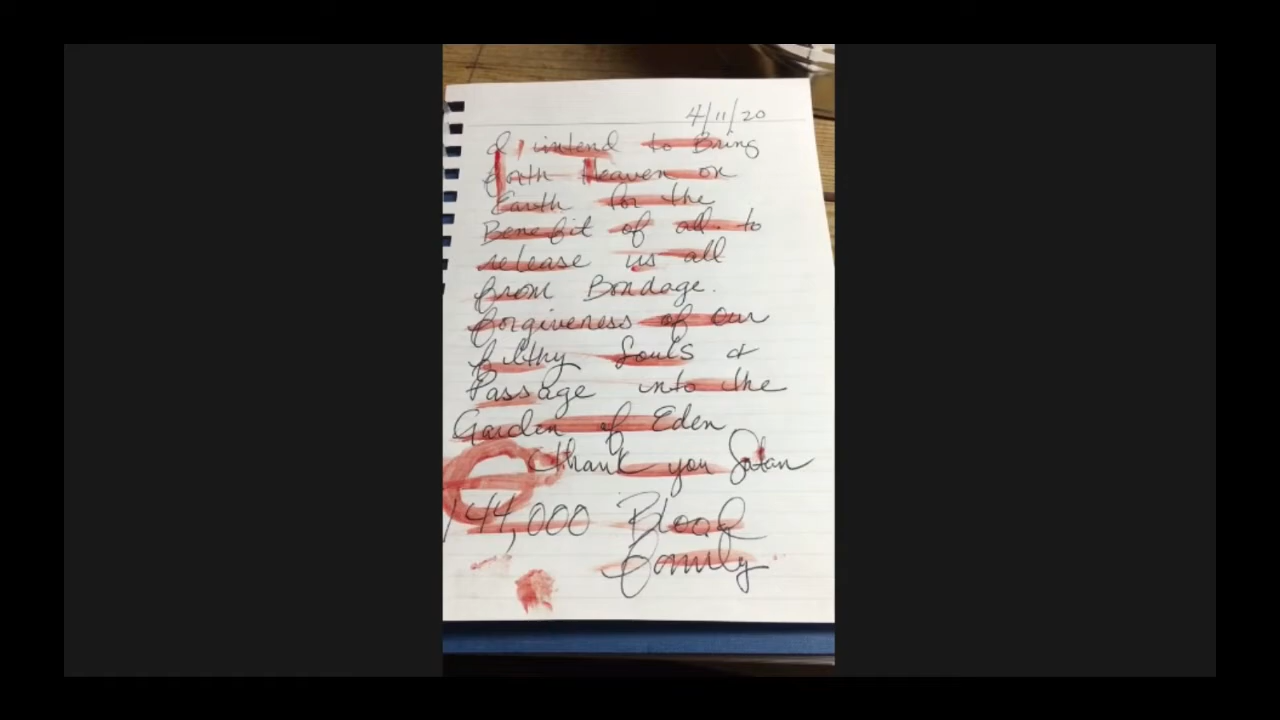 4/11/20
I, intend to Bring
forth Heaven on
Earth for the
Benefit of all to
release us all
from Bondage.
forgiveness of our
filthy Souls &
Passage into the
Garden of Eden
thank you Satan
144,000 Blood
family